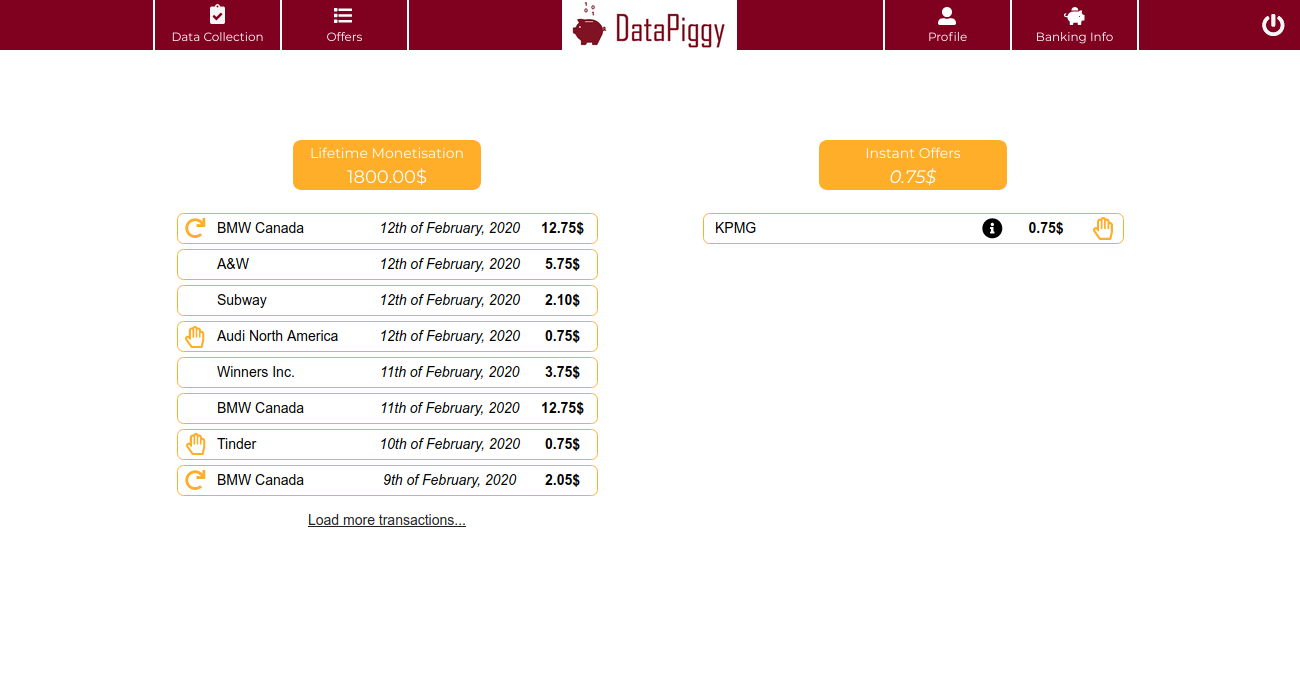 Data Collection
Offers
DataPiggy
Profile
Banking Info
Lifetime Monetisation
1800.00$
BMW Canada 12th of February, 2020 12.75$
A&W 12th of February, 2020 5.75$
Subway 12th of February, 2020 2.10$
Audi North America 12th of February, 2020 0.75$
Winners Inc. 11th of February, 2020 3.75$
BMW Canada 11th of February, 2020 12.75$
Tinder 10th of February, 2020 0.75$
BMW Canada 9th of February, 2020 2.05$
Load more transactions...
Instant Offers
0.75$
KPMG 0.75$